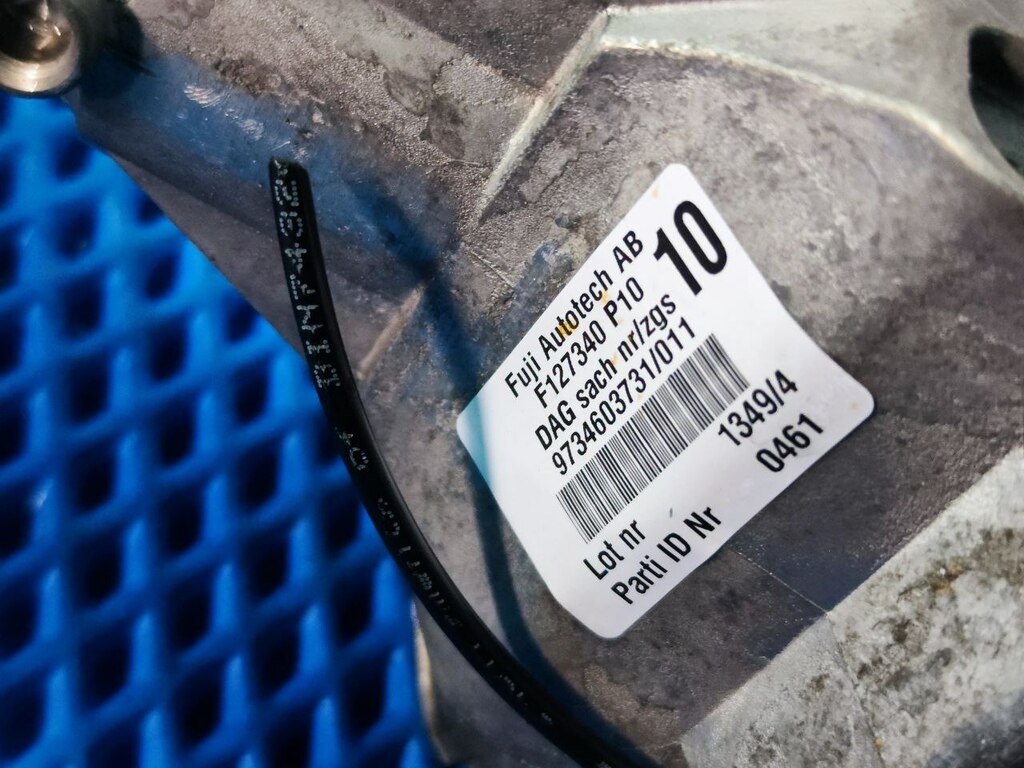 Fuji Autotech AB
10
F127340 P10
DAG sach nr/zgs
9734603731/011
Lot nr 1349/4
Parti ID Nr 0461